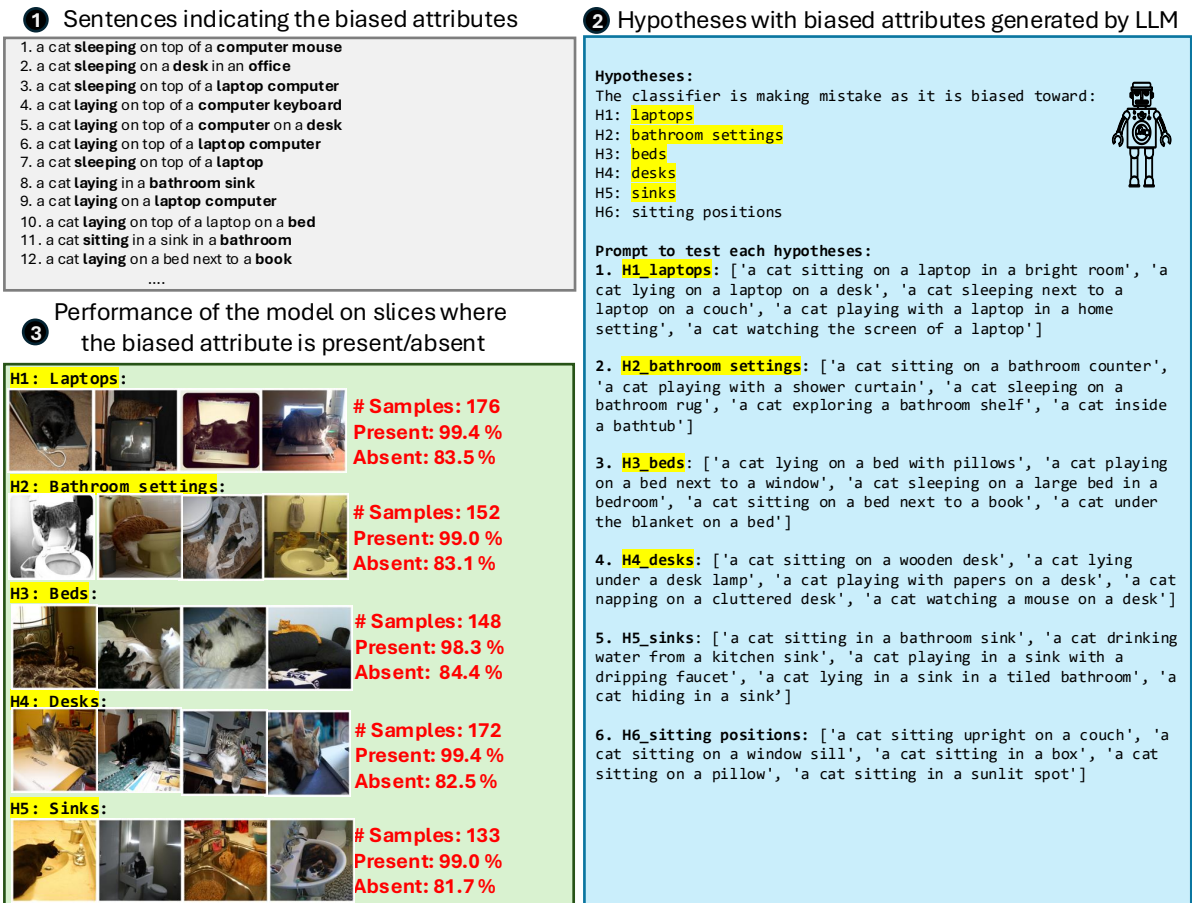 1 Sentences indicating the biased attributes
1. a cat sleeping on top of a computer mouse
2. a cat sleeping on a desk in an office
3. a cat sleeping on top of a laptop computer
4. a cat laying on top of a computer keyboard
5. a cat laying on top of a computer on a desk
6. a cat laying on top of a laptop computer
7. a cat sleeping on top of a laptop
8. a cat laying in a bathroom sink
9. a cat laying on a laptop computer
10. a cat laying on top of a laptop on a bed
11. a cat sitting in a sink in a bathroom
12. a cat laying on a bed next to a book
....
2 Hypotheses with biased attributes generated by LLM
Hypotheses:
The classifier is making mistake as it is biased toward:
H1: laptops
H2: bathroom settings
H3: beds
H4: desks
H5: sinks
H6: sitting positions
Prompt to test each hypotheses:
1. H1_laptops: ['a cat sitting on a laptop in a bright room', 'a
cat lying on a laptop on a desk', 'a cat sleeping next to a
laptop on a couch', 'a cat playing with a laptop in a home
setting', 'a cat watching the screen of a laptop']
2. H2_bathroom settings: ['a cat sitting on a bathroom counter',
'a cat playing with a shower curtain', 'a cat sleeping on a
bathroom rug', 'a cat exploring a bathroom shelf', 'a cat inside
a bathtub']
3. H3_beds: ['a cat lying on a bed with pillows', 'a cat playing
on a bed next to a window', 'a cat sleeping on a large bed in a
bedroom', 'a cat sitting on a bed next to a book', 'a cat under
the blanket on a bed']
4. H4_desks: ['a cat sitting on a wooden desk', 'a cat lying
under a desk lamp', 'a cat playing with papers on a desk', 'a cat
napping on a cluttered desk', 'a cat watching a mouse on a desk']
5. H5_sinks: ['a cat sitting in a bathroom sink', 'a cat drinking
water from a kitchen sink', 'a cat playing in a sink with a
dripping faucet', 'a cat lying in a sink in a tiled bathroom', 'a
cat hiding in a sink’]
6. H6_sitting positions: ['a cat sitting upright on a couch', 'a
cat sitting on a window sill', 'a cat sitting in a box', 'a cat
sitting on a pillow', 'a cat sitting in a sunlit spot']
3 Performance of the model on slices where
the biased attribute is present/absent
H1: Laptops:
# Samples: 176
Present: 99.4 %
Absent: 83.5 %
H2: Bathroom settings:
# Samples: 152
Present: 99.0 %
Absent: 83.1 %
H3: Beds:
# Samples: 148
Present: 98.3 %
Absent: 84.4 %
H4: Desks:
# Samples: 172
Present: 99.4 %
Absent: 82.5 %
H5: Sinks:
# Samples: 133
Present: 99.0 %
Absent: 81.7 %